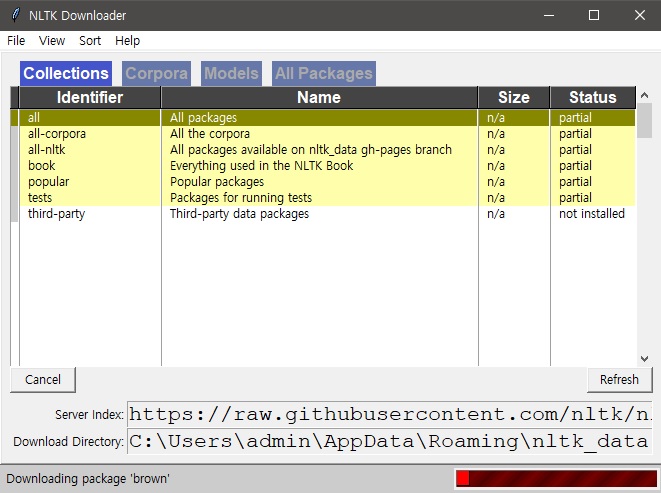 NLTK Downloader
File View Sort Help
Collections Corpora Models All Packages
Identifier Name Size Status
all All packages n/a partial
all-corpora All the corpora n/a partial
all-nltk All packages available on nltk_data gh-pages branch n/a partial
book Everything used in the NLTK Book n/a partial
popular Popular packages n/a partial
tests Packages for running tests n/a partial
third-party Third-party data packages n/a not installed
Cancel Refresh
Server Index: https://raw.githubusercontent.com/nltk/n
Download Directory: C:\Users\admin\AppData\Roaming\nltk_data
Downloading package 'brown'